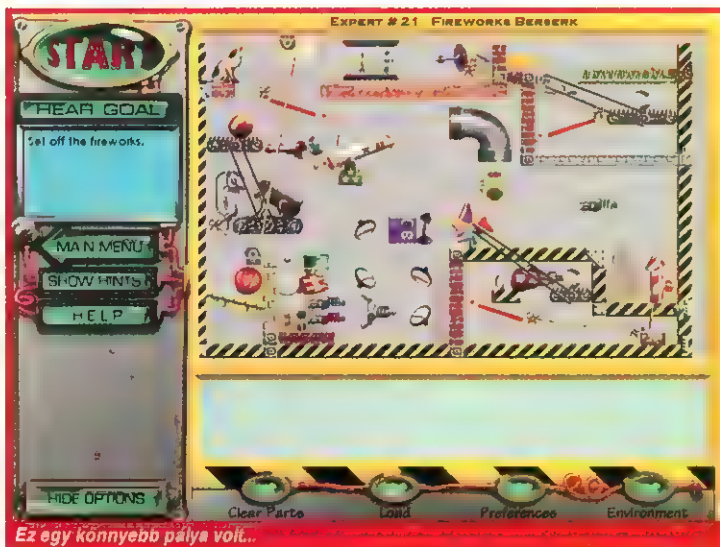 EXPERT # 21 FIREWORKS BERSERK
START
REAR GOAL
Set off the fireworks.
MAIN MENU
SHOW HINTS
HELP
HIDE OPTIONS
Clear Parts
Load
Preferences
Environment
Ez egy könnyebb pálya volt...